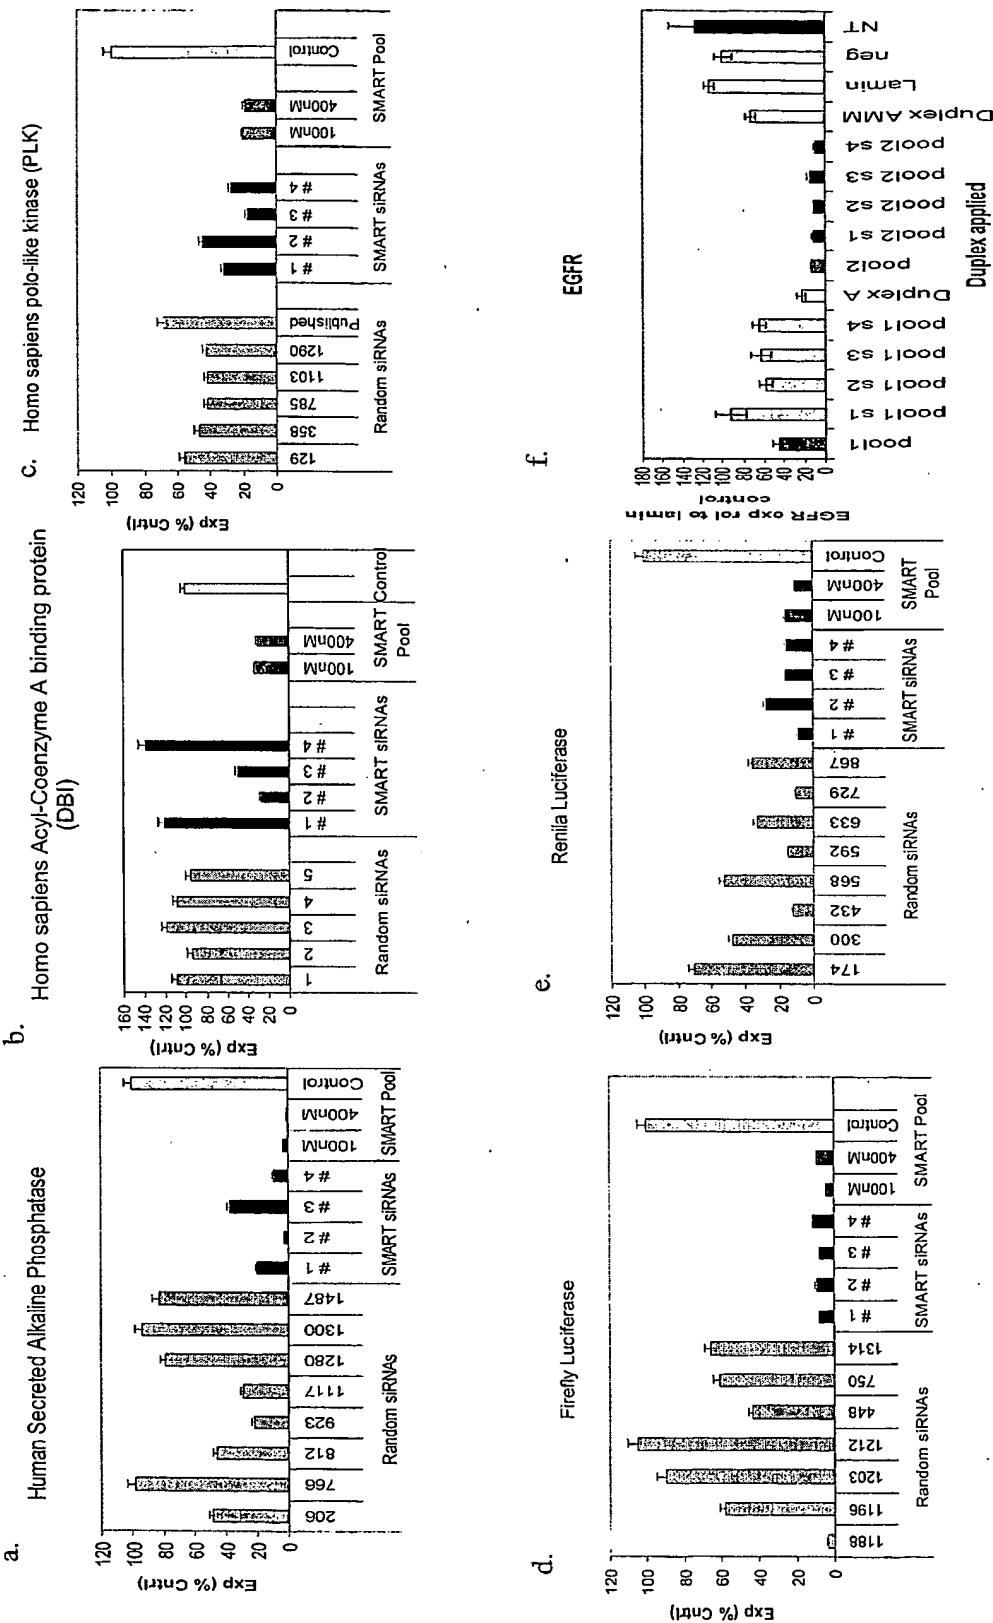 a.
Human Secreted Alkaline Phosphatase
Exp (% Cntrl)
120
100
80
60
40
20
0
206
766
812
923
1117
1280
1300
1487
# 1
# 2
# 3
# 4
100nM
400nM
Control
Random siRNAs
SMART siRNAs
SMART Pool
b.
Homo sapiens Acyl-Coenzyme A binding protein
(DBI)
Exp (% Cntrl)
160
140
120
100
80
60
40
20
0
1
2
3
4
5
# 1
# 2
# 3
# 4
100nM
400nM
Control
Random siRNAs
SMART siRNAs
SMART
Pool
c.
Homo sapiens polo-like kinase (PLK)
Exp (% Cntrl)
120
100
80
60
40
20
0
129
358
785
1103
1290
Published
# 1
# 2
# 3
# 4
100nM
400nM
Control
Random siRNAs
SMART siRNAs
SMART Pool
d.
Firefly Luciferase
Exp (% Cntrl)
120
100
80
60
40
20
0
1186
1196
1203
1212
448
750
1314
# 1
# 2
# 3
# 4
100nM
400nM
Control
Random siRNAs
SMART siRNAs
SMART Pool
e.
Renila Luciferase
Exp (% Cntrl)
120
100
80
60
40
20
0
174
300
432
568
592
633
729
867
# 1
# 2
# 3
# 4
100nM
400nM
Control
Random siRNAs
SMART siRNAs
SMART
Pool
f.
EGFR
EGFR exp rel to lamin
control
180
160
140
120
100
80
60
40
20
0
pool1
pool1 s1
pool1 s2
pool1 s3
pool1 s4
Duplex A
pool2
pool2 s1
pool2 s2
pool2 s3
pool2 s4
Duplex AMM
Lamin
neg
NT
Duplex applied